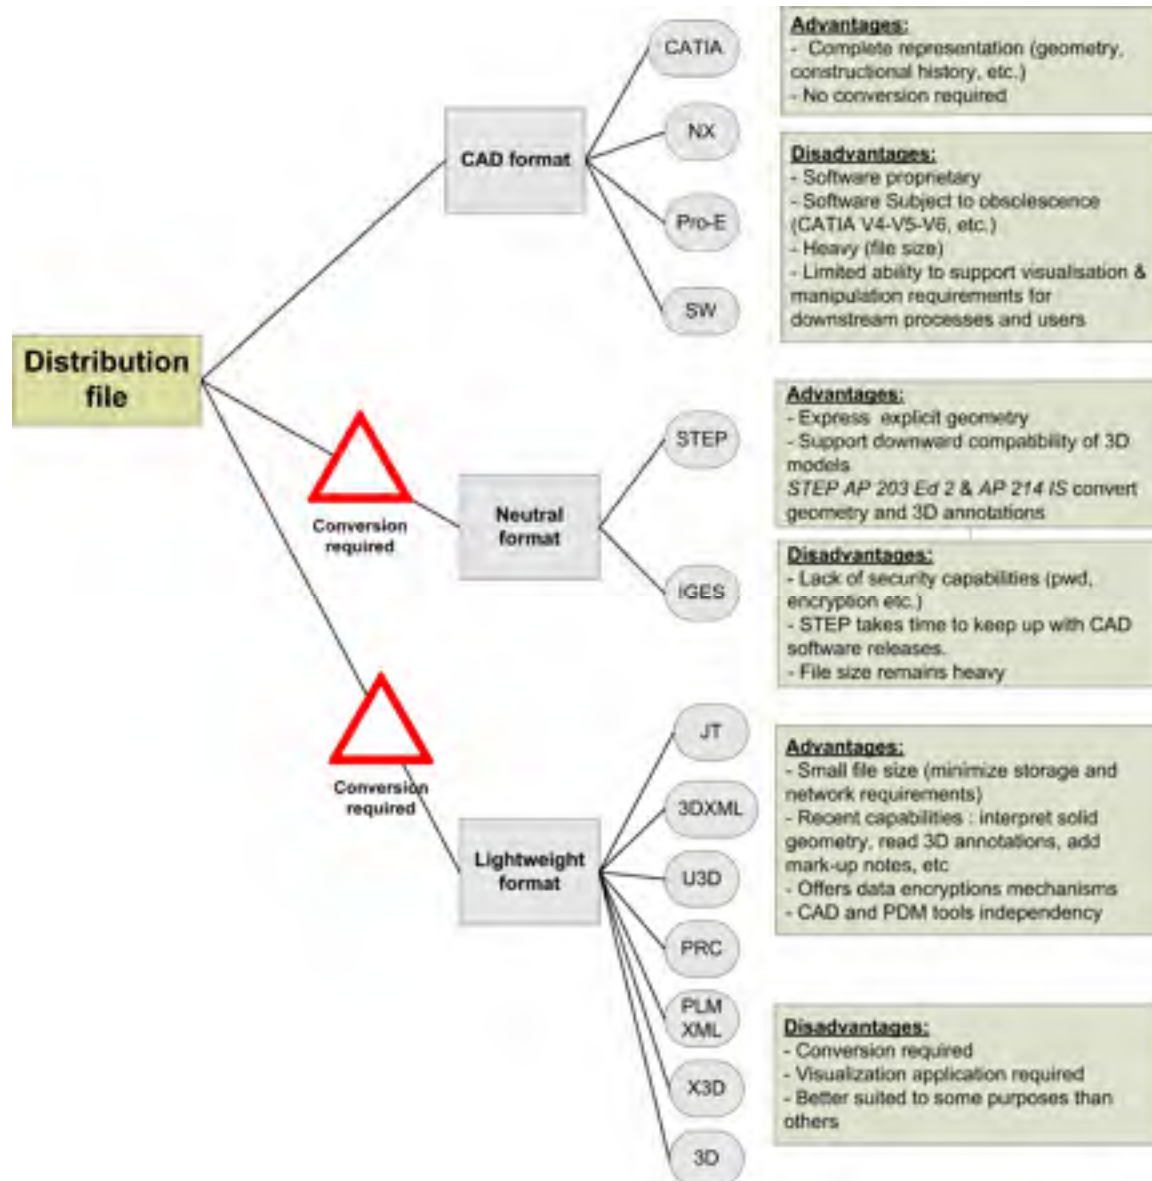 Distribution
file
CAD format
CATIA
NX
Pro-E
SW
Advantages:
- Complete representation (geometry,
constructional history, etc.)
- No conversion required
Disadvantages:
- Software proprietary
- Software Subject to obsolescence
(CATIA V4-V5-V6, etc.)
- Heavy (file size)
- Limited ability to support visualisation &
manipulation requirements for
downstream processes and users
Conversion
required
Neutral
format
STEP
IGES
Advantages:
- Express explicit geometry
- Support downward compatibility of 3D
models
STEP AP 203 Ed 2 & AP 214 IS convert
geometry and 3D annotations
Disadvantages:
- Lack of security capabilities (pwd,
encryption etc.)
- STEP takes time to keep up with CAD
software releases.
- File size remains heavy
Conversion
required
Lightweight
format
JT
3DXML
U3D
PRC
PLM
XML
X3D
3D
Advantages:
- Small file size (minimize storage and
network requirements)
- Recent capabilities : interpret solid
geometry, read 3D annotations, add
mark-up notes, etc
- Offers data encryptions mechanisms
- CAD and PDM tools independency
Disadvantages:
- Conversion required
- Visualization application required
- Better suited to some purposes than
others